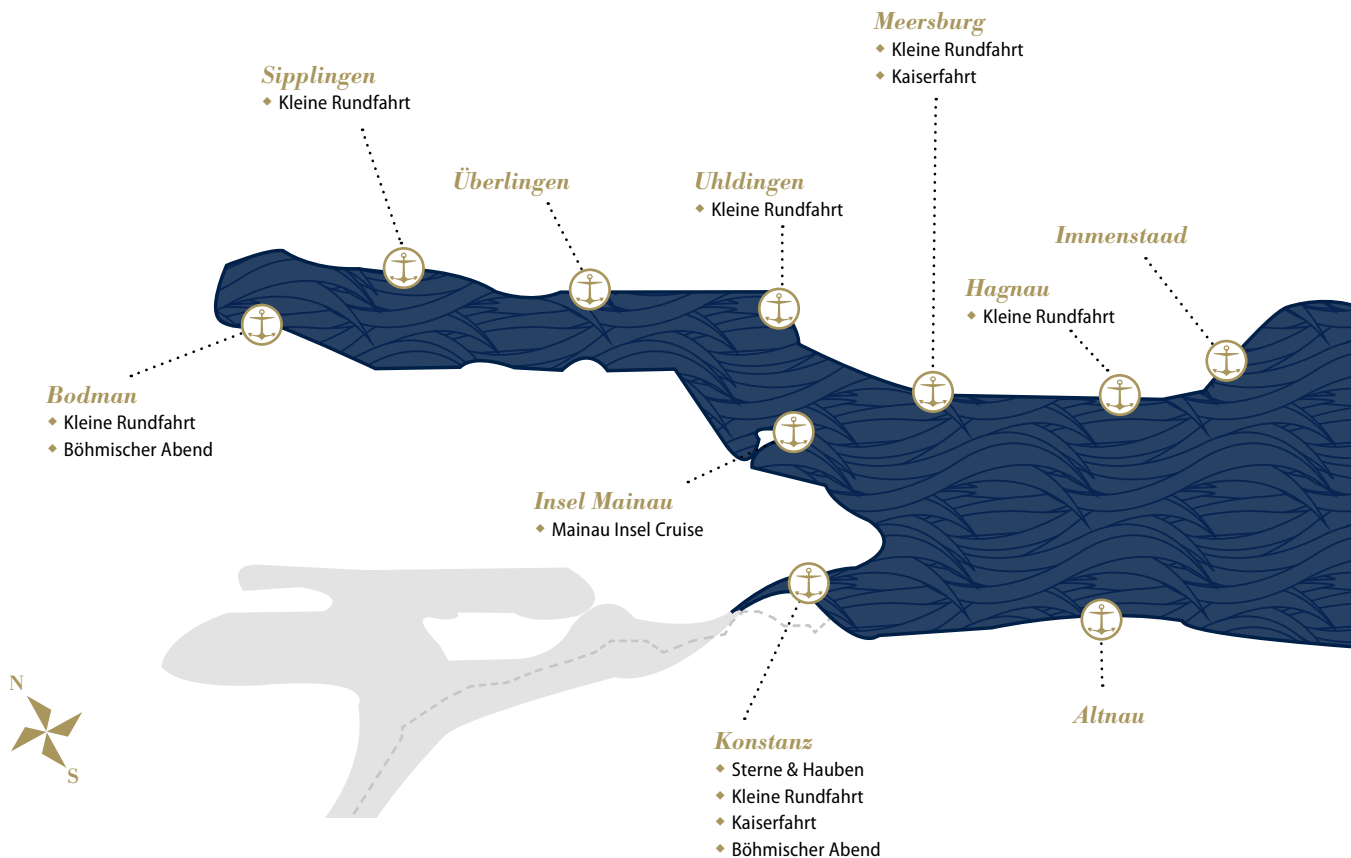 Meersburg
Kleine Rundfahrt
Kaiserfahrt
Sipplingen
Kleine Rundfahrt
Überlingen
Uhldingen
Kleine Rundfahrt
Immenstaad
Hagnau
Kleine Rundfahrt
Bodman
Kleine Rundfahrt
Böhmischer Abend
Insel Mainau
Mainau Insel Cruise
N
S
Altnau
Konstanz
Sterne & Hauben
Kleine Rundfahrt
Kaiserfahrt
Böhmischer Abend